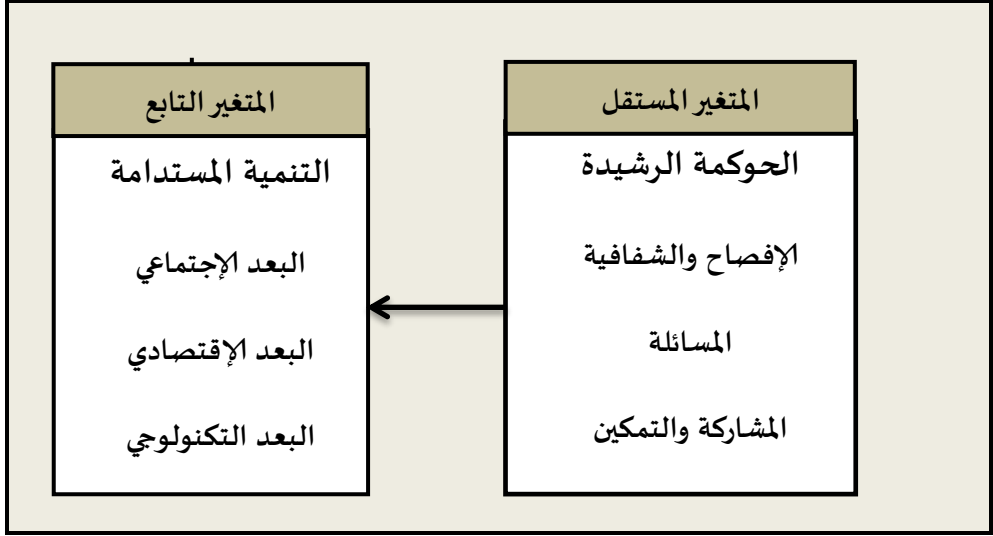 المتغير المستقل
الحوكمة الرشيدة
الإفصاح والشفافية
المسائلة
المشاركة والتمكين
المتغير التابع
التنمية المستدامة
البعد الإجتماعي
البعد الإقتصادي
البعد التكنولوجي